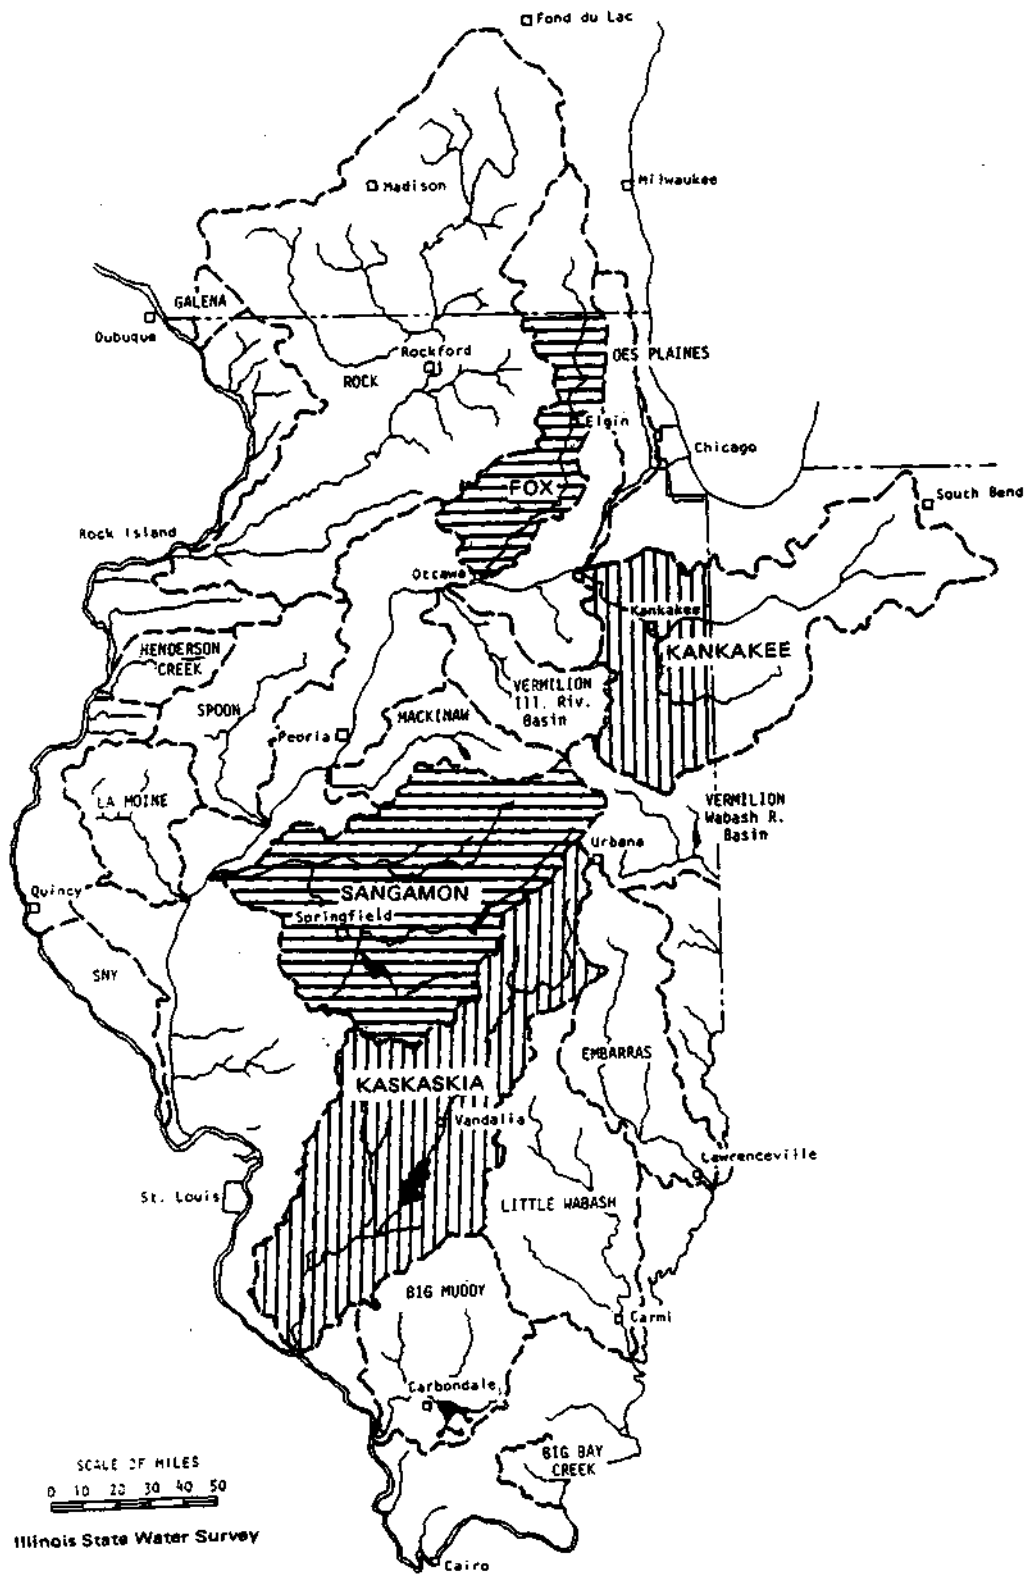 Fond du Lac
Madison
Milwaukee
GALENA
Dubuque
Rockford
DES PLAINES
ROCK
Elgin
Chicago
FOX
South Bend
Rock Island
Ottawa
Kankakee
KANKAKEE
HENDERSON
CREEK
VERMILION
Ill. Riv.
Basin
SPOON
MACKINAW
Peoria
LA MOINE
VERMILION
Wabash R.
Basin
Urbana
Quincy
SANGAMON
Springfield
SNY
EMBARRAS
KASKASKIA
Vandalia
Lawrenceville
St. Louis
LITTLE WABASH
BIG MUDDY
Carmi
Carbondale
BIG BAY
CREEK
SCALE OF MILES
0 10 20 30 40 50
Illinois State Water Survey
Cairo